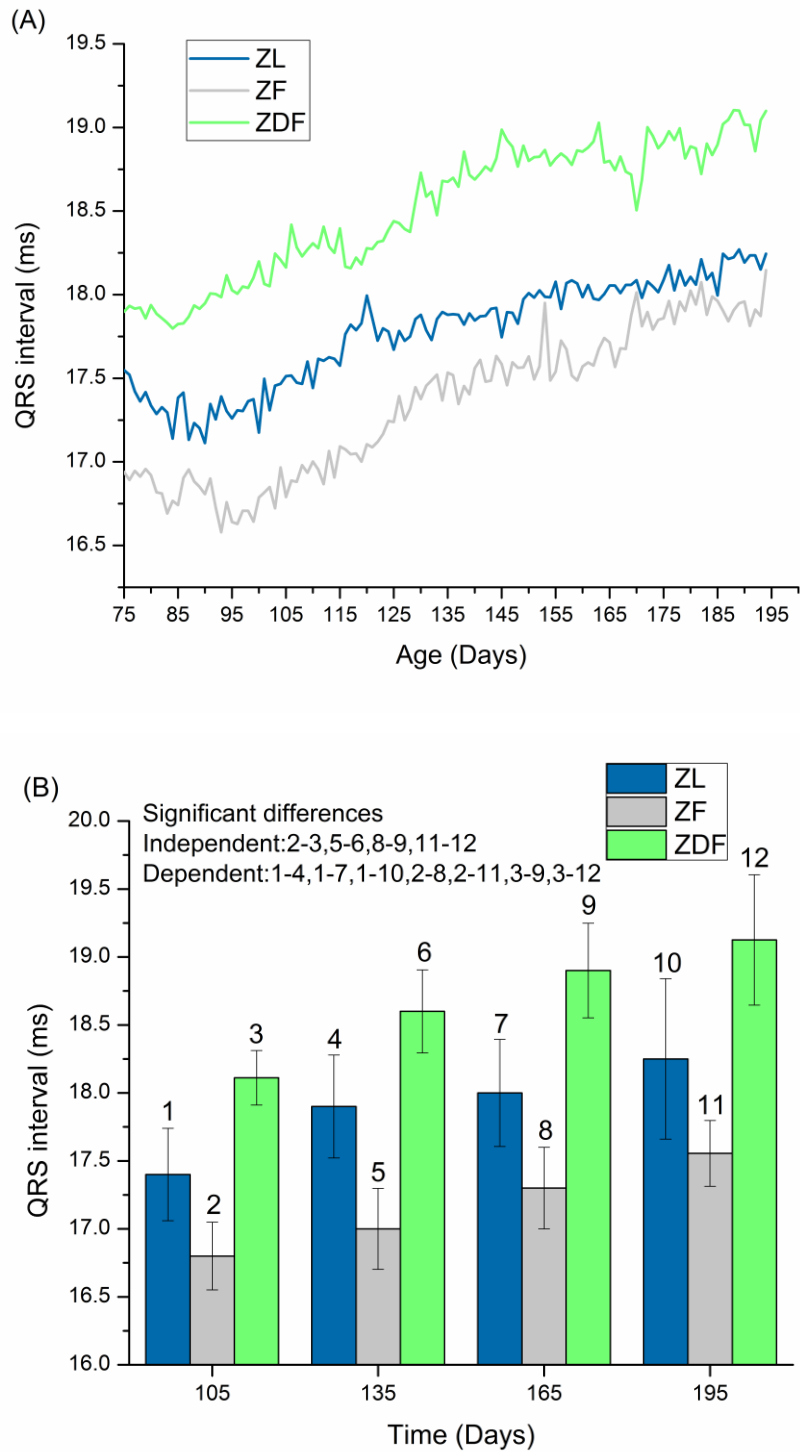 (A)
ZL
ZF
ZDF
QRS interval (ms)
19.5
19.0
18.5
18.0
17.5
17.0
16.5
75 85 95 105 115 125 135 145 155 165 175 185 195
Age (Days)
(B)
Significant differences
Independent:2-3,5-6,8-9,11-12
Dependent:1-4,1-7,1-10,2-8,2-11,3-9,3-12
ZL
ZF
ZDF
QRS interval (ms)
20.0
19.5
19.0
18.5
18.0
17.5
17.0
16.5
16.0
1 2 3 4 5 6 7 8 9 10 11 12
105 135 165 195
Time (Days)